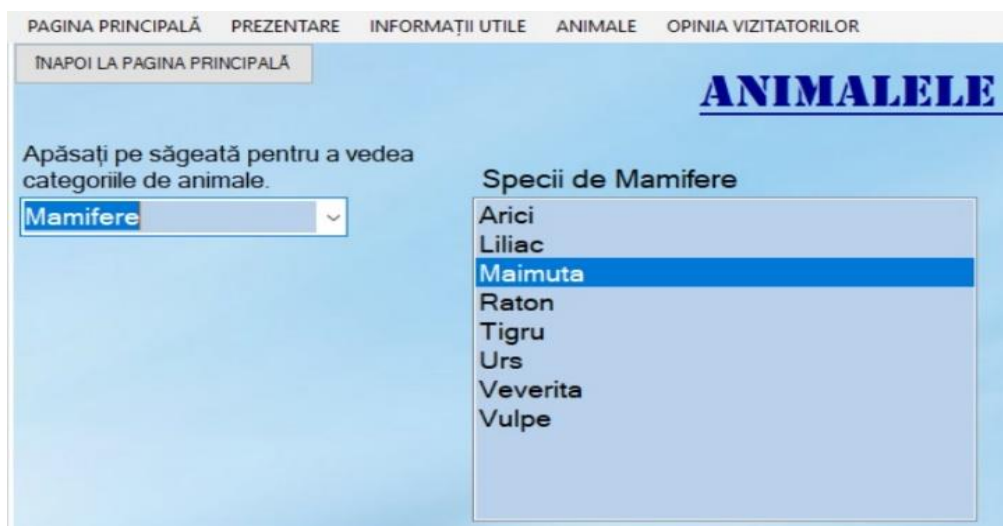 PAGINA PRINCIPALĂ PREZENTARE INFORMAȚII UTILE ANIMALE OPINIA VIZITATORILOR
ÎNAPOI LA PAGINA PRINCIPALĂ
ANIMALELE
Apăsați pe săgeată pentru a vedea
categoriile de animale.
Mamifere
Specii de Mamifere
Arici
Liliac
Maimuta
Raton
Tigru
Urs
Veverita
Vulpe